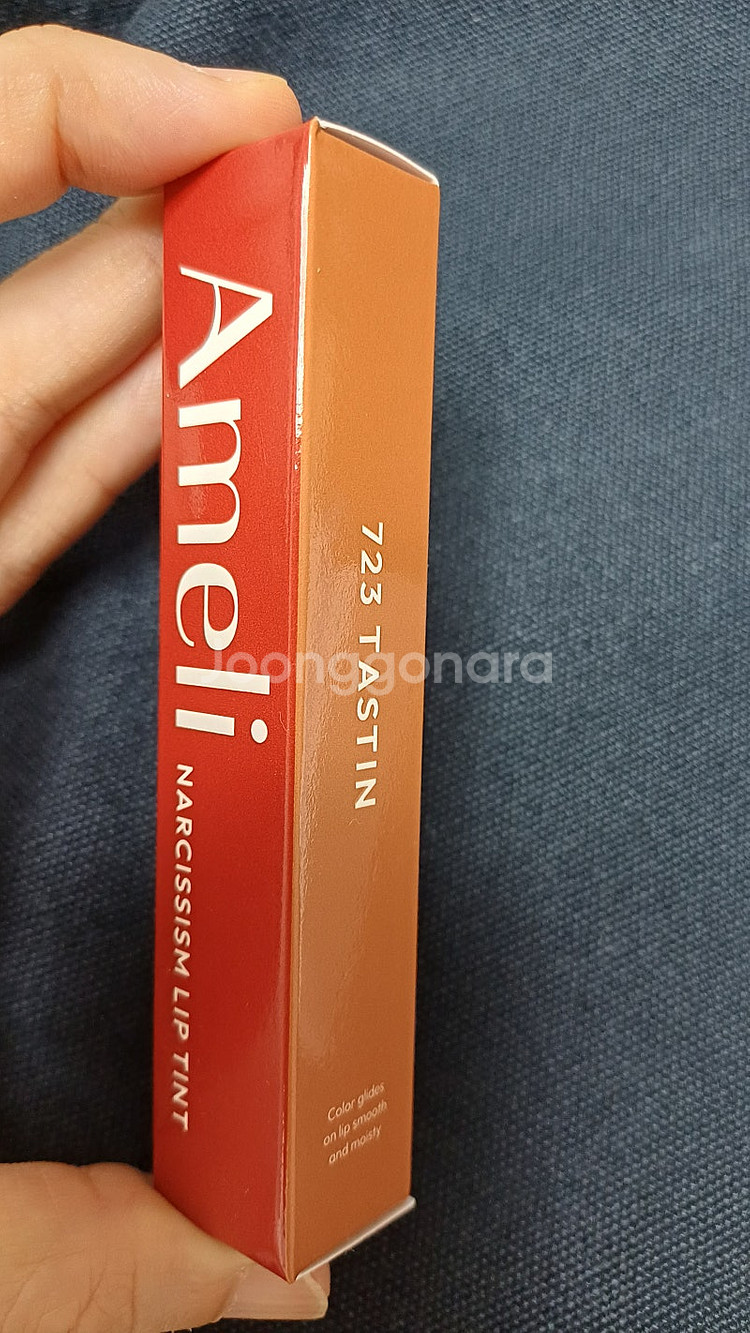 Ameli NARCISSISM LIP TINT
723 TASTIN
Joonggonara
Color glides
on lip smooth
and moisty